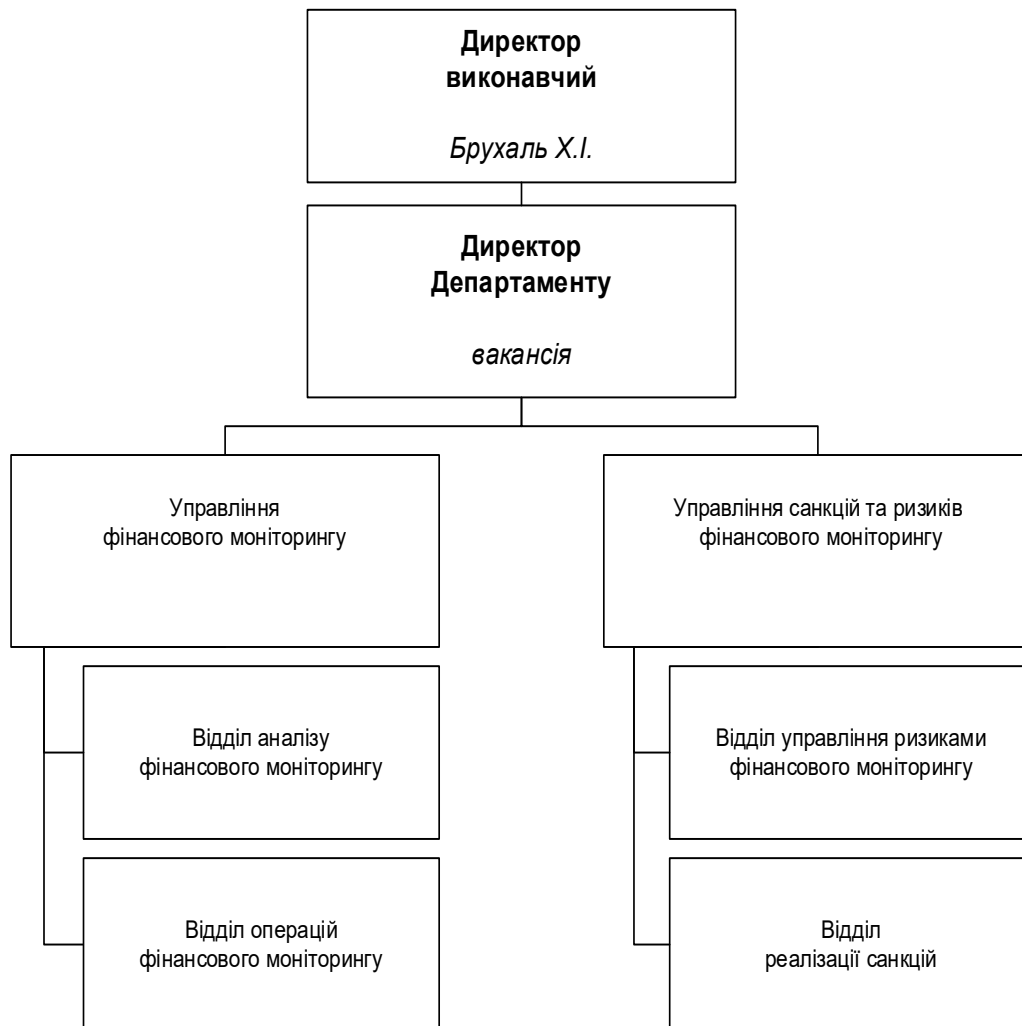 Директор
виконавчий
Брухаль Х.І.
Директор
Департаменту
вакансія
Управління
фінансового моніторингу
Управління санкцій та ризиків
фінансового моніторингу
Відділ аналізу
фінансового моніторингу
Відділ управління ризиками
фінансового моніторингу
Відділ операцій
фінансового моніторингу
Відділ
реалізації санкцій